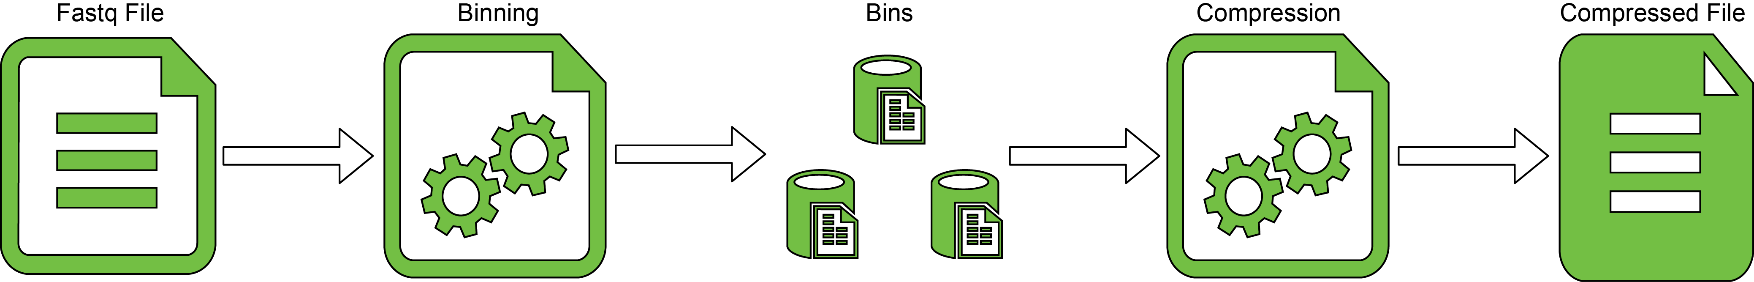 Fastq File
Binning
Bins
Compression
Compressed File